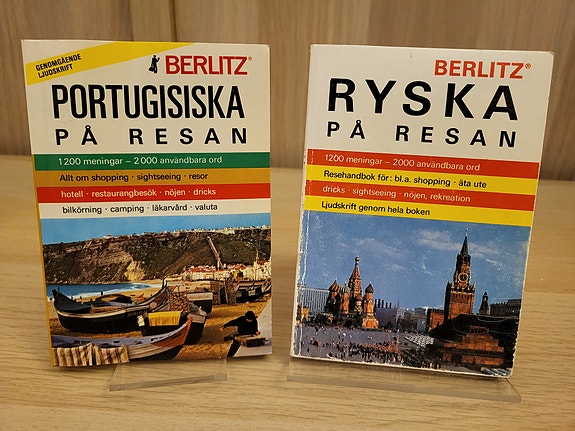 GENOMGÅENDE
LJUDSKRIFT
BERLITZ®
PORTUGISISKA
PÅ RESAN
1200 meningar – 2000 användbara ord
Allt om shopping · sightseeing · resor
hotell · restaurangbesök · nöjen · dricks
bilkörning · camping · läkarvård · valuta
BERLITZ®
RYSKA
PÅ RESAN
1200 meningar – 2000 användbara ord
Resehandbok för: bl.a. shopping · äta ute
dricks · sightseeing · nöjen, rekreation
Ljudskrift genom hela boken